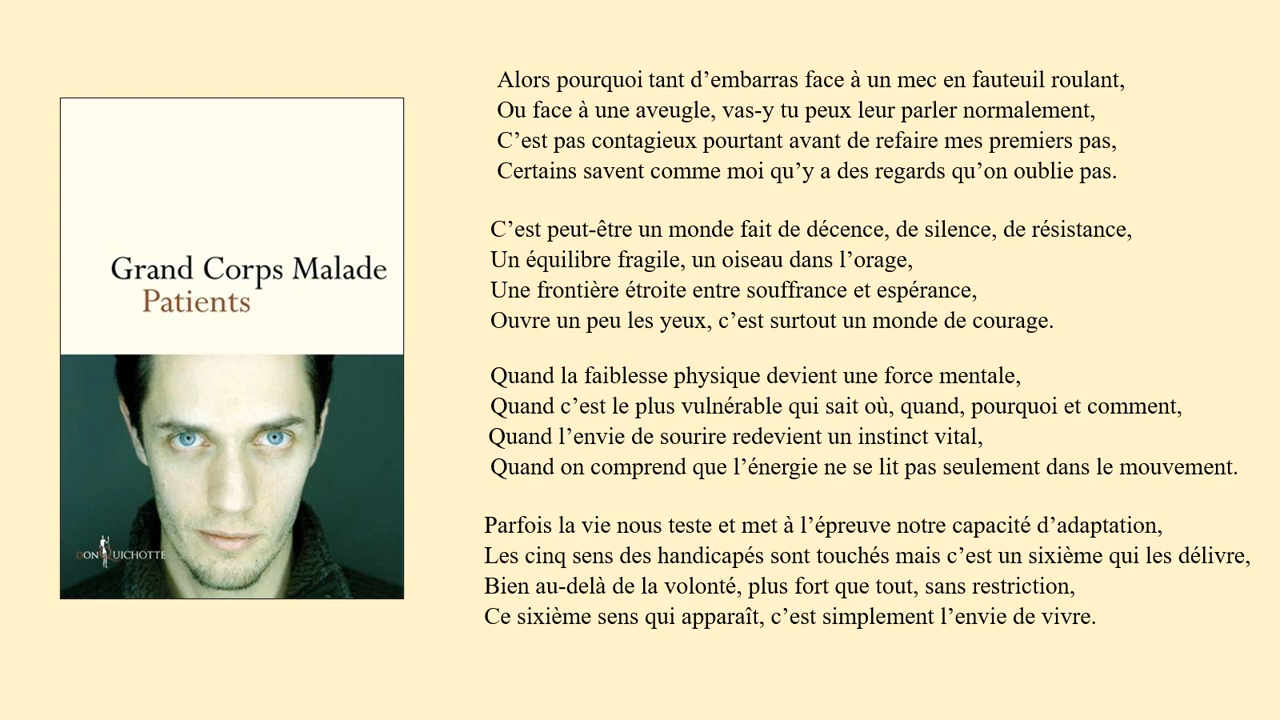 Grand Corps Malade
Patients
DON QUICHOTTE
Alors pourquoi tant d’embarras face à un mec en fauteuil roulant,
Ou face à une aveugle, vas-y tu peux leur parler normalement,
C’est pas contagieux pourtant avant de refaire mes premiers pas,
Certains savent comme moi qu’y a des regards qu’on oublie pas.
C’est peut-être un monde fait de décence, de silence, de résistance,
Un équilibre fragile, un oiseau dans l’orage,
Une frontière étroite entre souffrance et espérance,
Ouvre un peu les yeux, c’est surtout un monde de courage.
Quand la faiblesse physique devient une force mentale,
Quand c’est le plus vulnérable qui sait où, quand, pourquoi et comment,
Quand l’envie de sourire redevient un instinct vital,
Quand on comprend que l’énergie ne se lit pas seulement dans le mouvement.
Parfois la vie nous teste et met à l’épreuve notre capacité d’adaptation,
Les cinq sens des handicapés sont touchés mais c’est un sixième qui les délivre,
Bien au-delà de la volonté, plus fort que tout, sans restriction,
Ce sixième sens qui apparaît, c’est simplement l’envie de vivre.